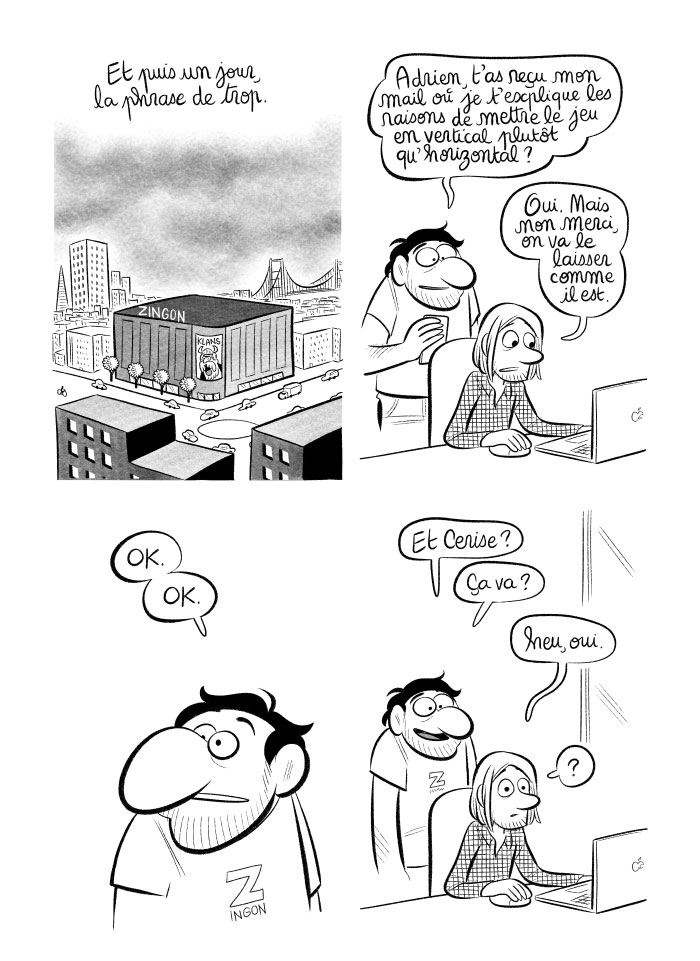 Et puis un jour,
la phrase de trop.
ZINGON
KLANS
Adrien, t'as reçu mon
mail où je t'explique les
raisons de mettre le jeu
en vertical plutôt
qu'horizontal ?
Oui. Mais
non merci,
on va le
laisser
comme
il est.
OK.
OK.
Z
INGON
Et Cerise ?
Ça va ?
Heu, oui.
?
Z